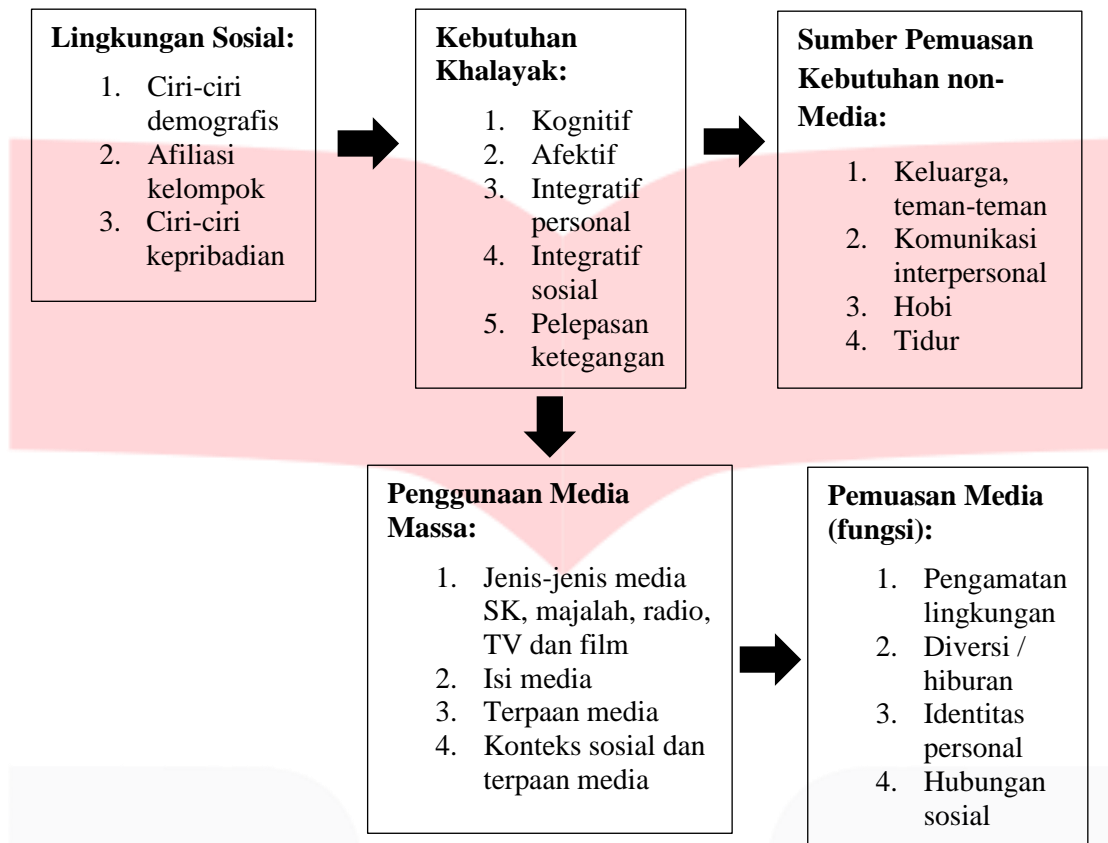 Lingkungan Sosial:
1. Ciri-ciri
demografis
2. Afiliasi
kelompok
3. Ciri-ciri
kepribadian
Kebutuhan
Khalayak:
1. Kognitif
2. Afektif
3. Integratif
personal
4. Integratif
sosial
5. Pelepasan
ketegangan
Sumber Pemuasan
Kebutuhan non-
Media:
1. Keluarga,
teman-teman
2. Komunikasi
interpersonal
3. Hobi
4. Tidur
Penggunaan Media
Massa:
1. Jenis-jenis media
SK, majalah, radio,
TV dan film
2. Isi media
3. Terpaan media
4. Konteks sosial dan
terpaan media
Pemuasan Media
(fungsi):
1. Pengamatan
lingkungan
2. Diversi /
hiburan
3. Identitas
personal
4. Hubungan
sosial